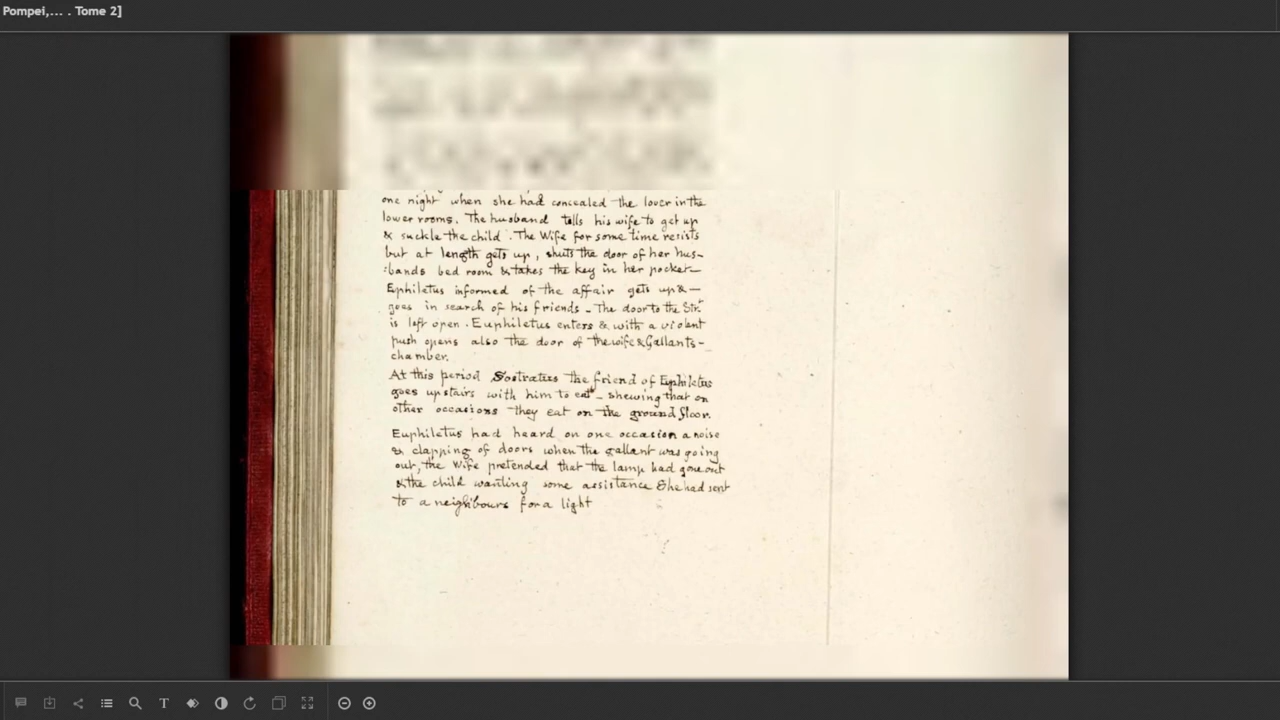 Pompei,... . Tome 2]
one night when she had concealed the lover in the
lower rooms. The husband tells his wife to get up
& suckle the child. The Wife for some time resists
but at length gets up, shuts the door of her hus-
:bands bed room & takes the key in her pocket
Ephiletus informed of the affair gets up & —
goes in search of his friends - The door to the Strt
is left open. Euphiletus enters & with a violent
push opens also the door of the wife & Gallants-
chamber.
At this period Sostratus the friend of Euphiletus
goes upstairs with him to eat - shewing that on
other occasions they eat on the ground floor.
Euphiletus had heard on one occasion a noise
& clapping of doors when the gallant was going
out, the Wife pretended that the lamp had gone out
& the child wanting some assistance She had sent
to a neighbours for a light